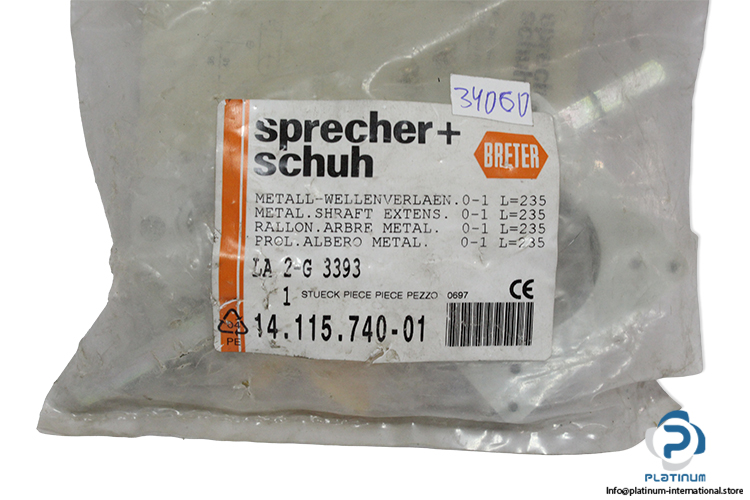 34060
sprecher+
schuh
BRETER
METALL-WELLENVERLAEN. 0-1 L=235
METAL. SHRAFT EXTENS. 0-1 L=235
RALLON. ARBRE METAL. 0-1 L=235
PROL. ALBERO METAL. 0-1 L=235
LA 2-G 3393
1 STUECK PIECE PIECE PEZZO 0697 CE
04
PE
14.115.740-01
PLATINUM
Info@platinum-international.store